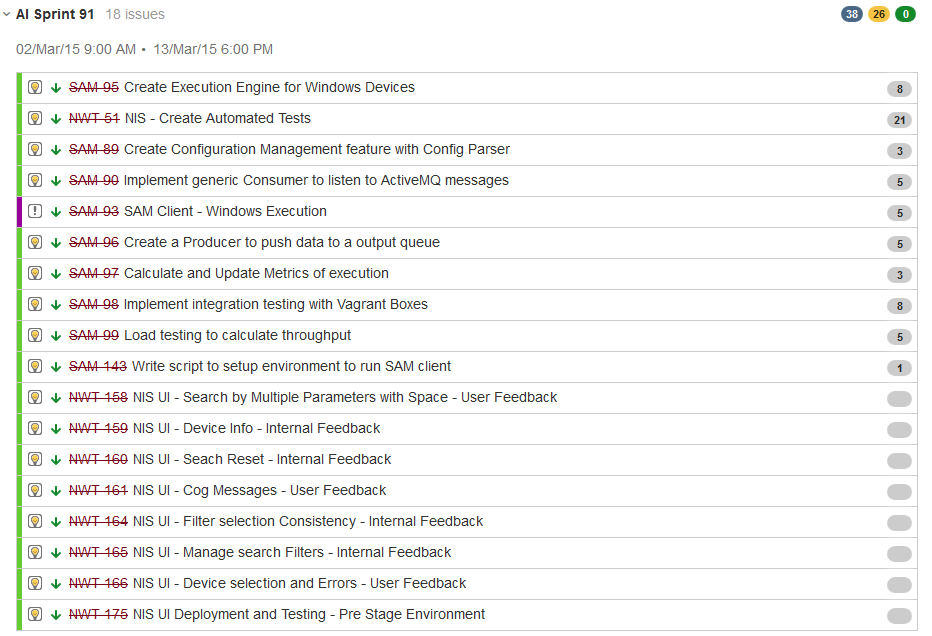 AI Sprint 91 18 issues 38 26 0
02/Mar/15 9:00 AM • 13/Mar/15 6:00 PM
SAM-95 Create Execution Engine for Windows Devices 8
NWT-51 NIS - Create Automated Tests 21
SAM-89 Create Configuration Management feature with Config Parser 3
SAM-90 Implement generic Consumer to listen to ActiveMQ messages 5
SAM-93 SAM Client - Windows Execution 5
SAM-96 Create a Producer to push data to a output queue 5
SAM-97 Calculate and Update Metrics of execution 3
SAM-98 Implement integration testing with Vagrant Boxes 8
SAM-99 Load testing to calculate throughput 5
SAM-143 Write script to setup environment to run SAM client 1
NWT-158 NIS UI - Search by Multiple Parameters with Space - User Feedback
NWT-159 NIS UI - Device Info - Internal Feedback
NWT-160 NIS UI - Seach Reset - Internal Feedback
NWT-161 NIS UI - Cog Messages - User Feedback
NWT-164 NIS UI - Filter selection Consistency - Internal Feedback
NWT-165 NIS UI - Manage search Filters - Internal Feedback
NWT-166 NIS UI - Device selection and Errors - User Feedback
NWT-175 NIS UI Deployment and Testing - Pre Stage Environment